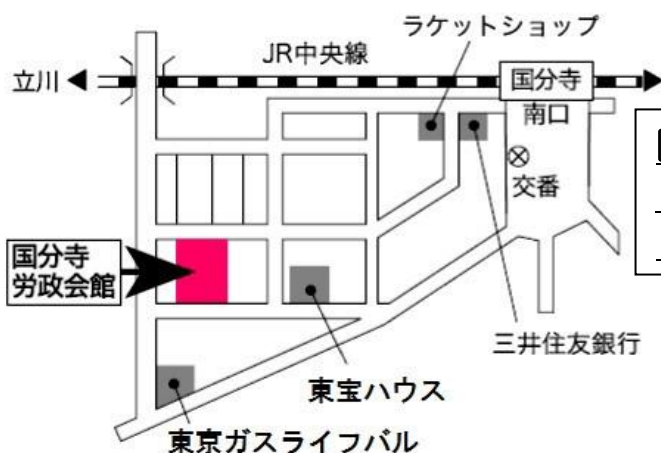 ラケットショップ
JR中央線
立川
国分寺
南口
交番
国分寺
労政会館
三井住友銀行
東宝ハウス
東京ガスライフバル